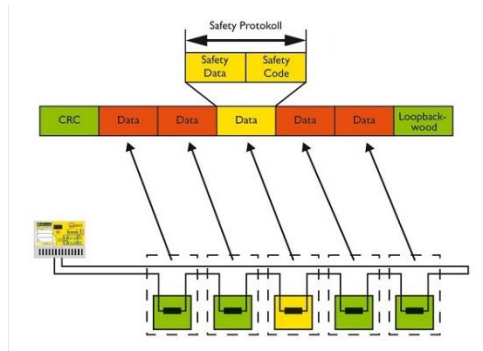 Safety Protokoll
Safety Data
Safety Code
CRC
Data
Data
Data
Data
Data
Loopback-
wood